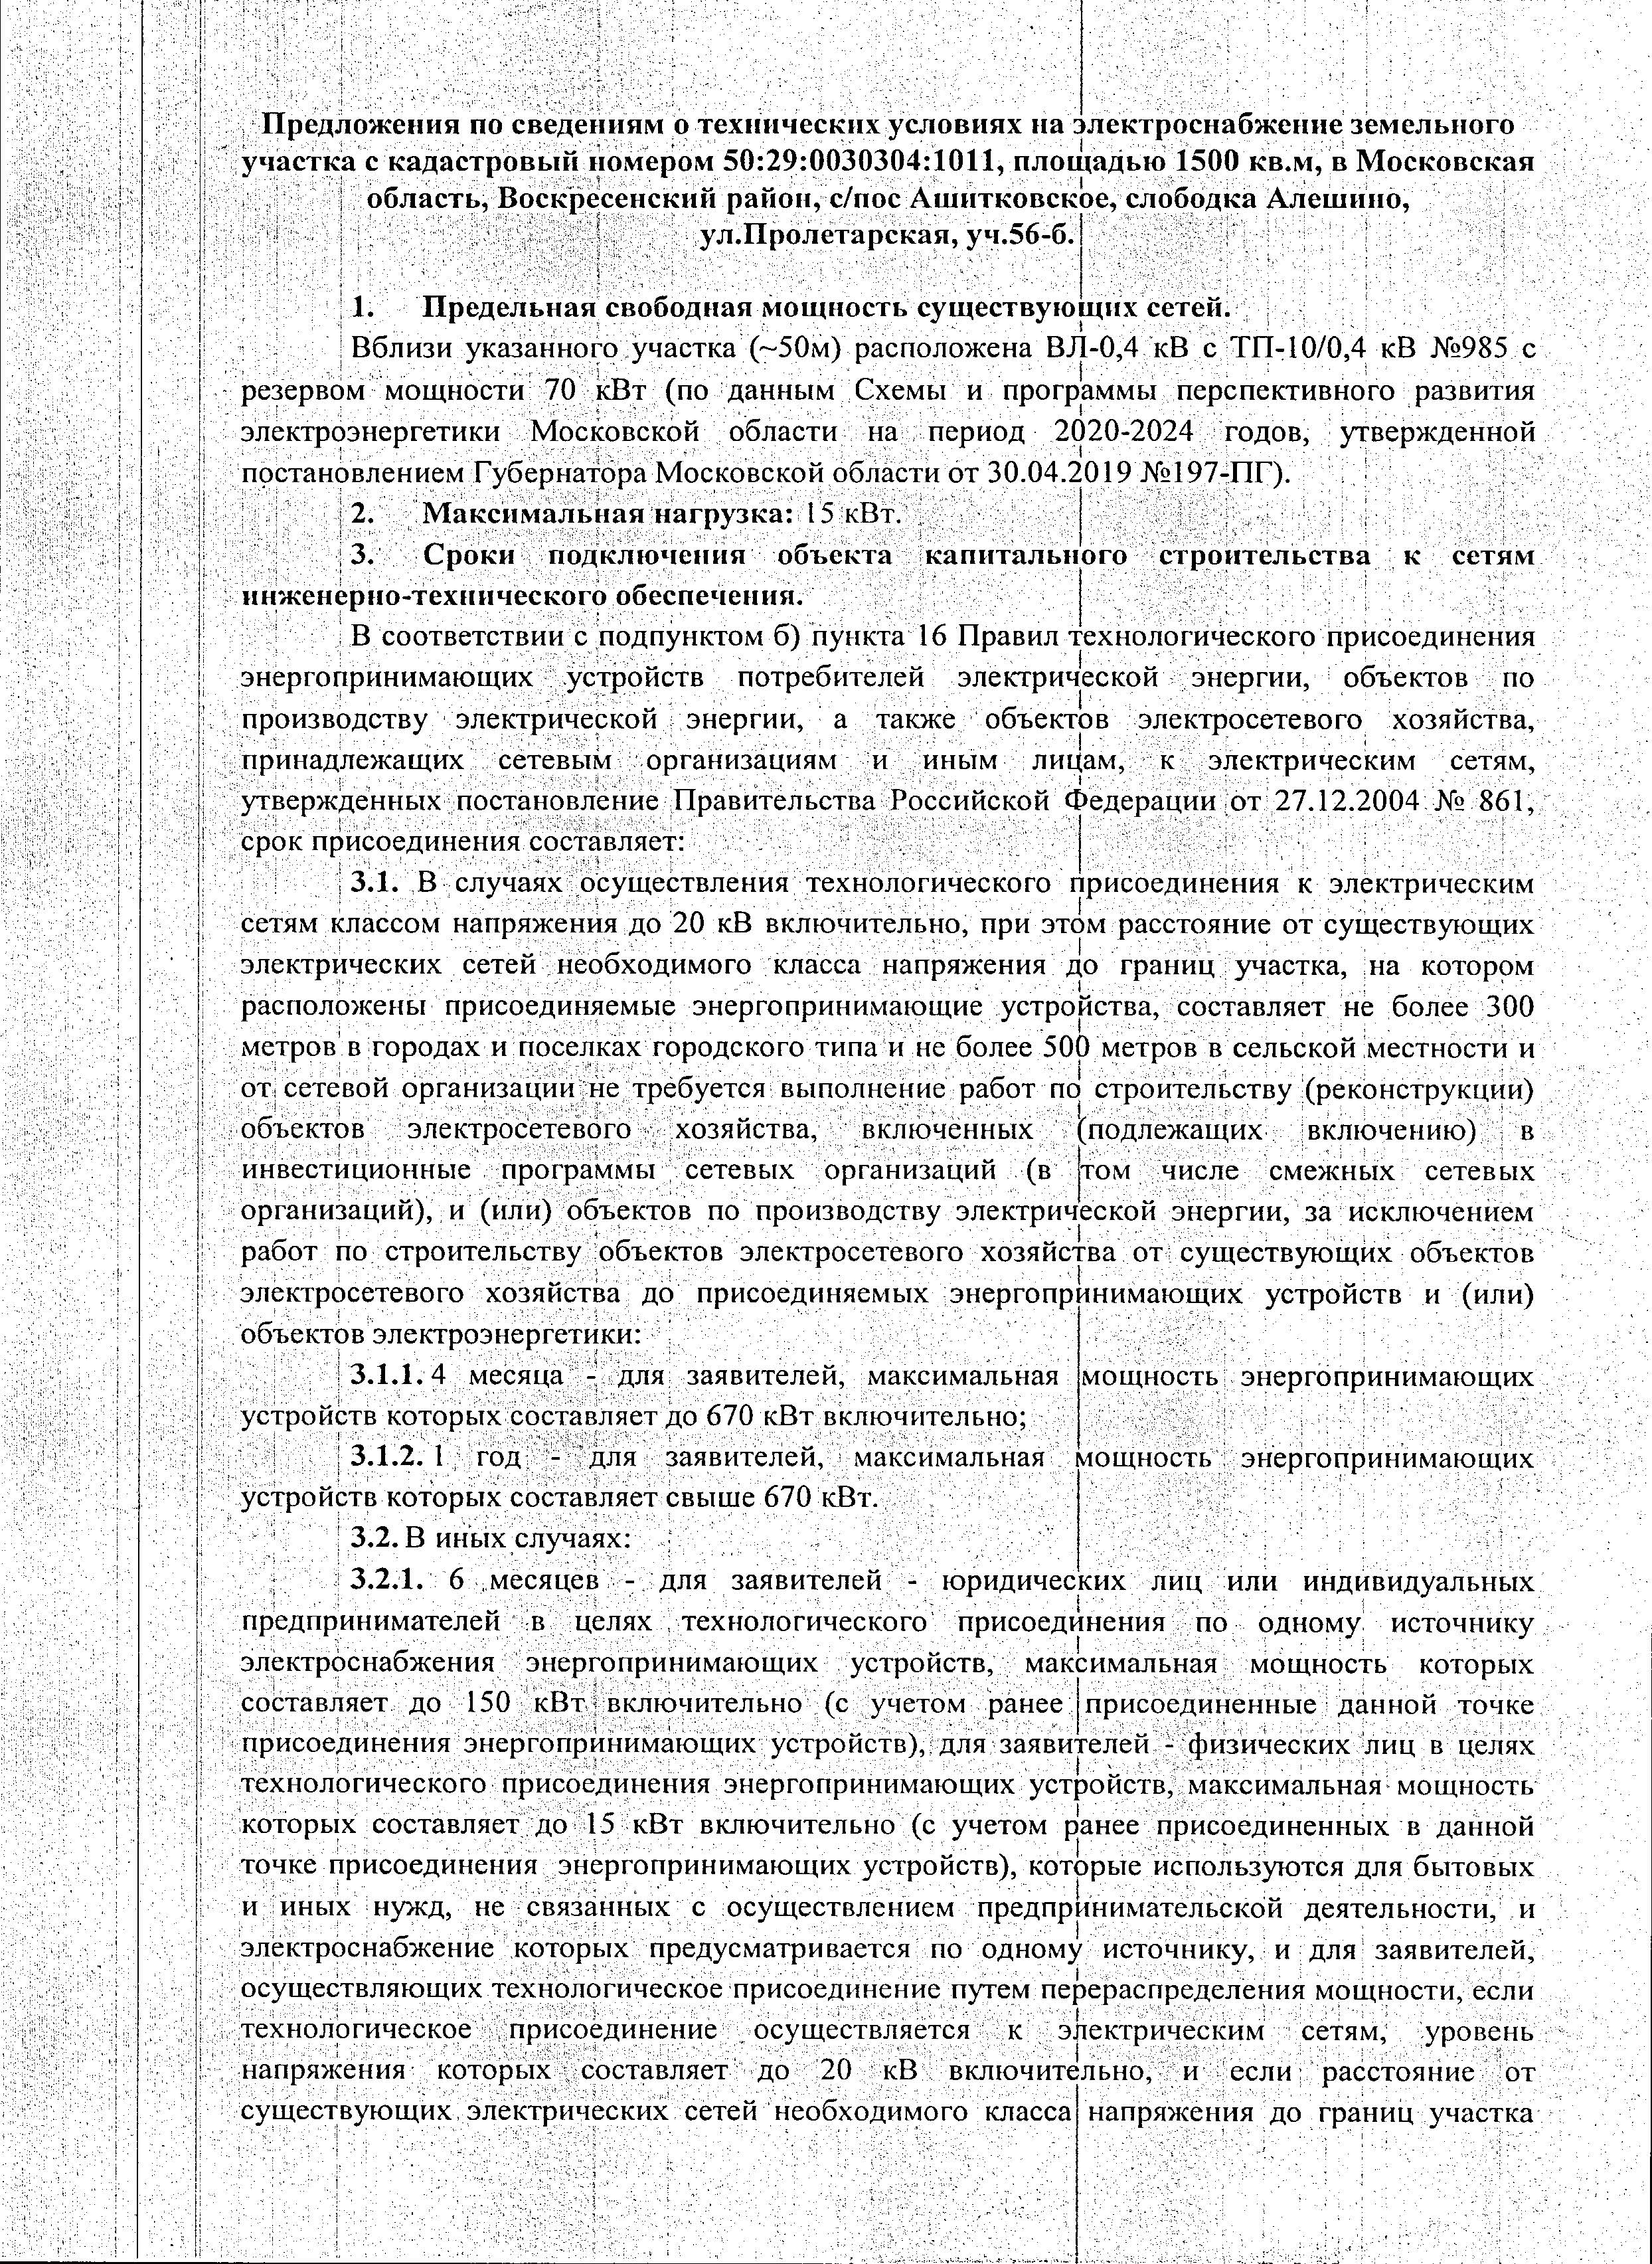 Предложения по сведениям о технических условиях на электроснабжение земельного
участка с кадастровый номером 50:29:0030304:1011, площадью 1500 кв.м, в Московская
область, Воскресенский район, с/пос Ашитковское, слободка Алешино,
ул.Пролетарская, уч.56-б.
1. Предельная свободная мощность существующих сетей.
Вблизи указанного участка (~50м) расположена ВЛ-0,4 кВ с ТП-10/0,4 кВ №985 с
резервом мощности 70 кВт (по данным Схемы и программы перспективного развития
электроэнергетики Московской области на период 2020-2024 годов, утвержденной
постановлением Губернатора Московской области от 30.04.2019 №197-ПГ).
2. Максимальная нагрузка: 15 кВт.
3. Сроки подключения объекта капитального строительства к сетям
инженерно-технического обеспечения.
В соответствии с подпунктом б) пункта 16 Правил технологического присоединения
энергопринимающих устройств потребителей электрической энергии, объектов по
производству электрической энергии, а также объектов электросетевого хозяйства,
принадлежащих сетевым организациям и иным лицам, к электрическим сетям,
утвержденных постановление Правительства Российской Федерации от 27.12.2004 № 861,
срок присоединения составляет:
3.1. В случаях осуществления технологического присоединения к электрическим
сетям классом напряжения до 20 кВ включительно, при этом расстояние от существующих
электрических сетей необходимого класса напряжения до границ участка, на котором
расположены присоединяемые энергопринимающие устройства, составляет не более 300
метров в городах и поселках городского типа и не более 500 метров в сельской местности и
от сетевой организации не требуется выполнение работ по строительству (реконструкции)
объектов электросетевого хозяйства, включенных (подлежащих включению) в
инвестиционные программы сетевых организаций (в том числе смежных сетевых
организаций), и (или) объектов по производству электрической энергии, за исключением
работ по строительству объектов электросетевого хозяйства от существующих объектов
электросетевого хозяйства до присоединяемых энергопринимающих устройств и (или)
объектов электроэнергетики:
3.1.1. 4 месяца - для заявителей, максимальная мощность энергопринимающих
устройств которых составляет до 670 кВт включительно;
3.1.2. 1 год - для заявителей, максимальная мощность энергопринимающих
устройств которых составляет свыше 670 кВт.
3.2. В иных случаях:
3.2.1. 6 месяцев - для заявителей - юридических лиц или индивидуальных
предпринимателей в целях технологического присоединения по одному источнику
электроснабжения энергопринимающих устройств, максимальная мощность которых
составляет до 150 кВт включительно (с учетом ранее присоединенные данной точке
присоединения энергопринимающих устройств), для заявителей - физических лиц в целях
технологического присоединения энергопринимающих устройств, максимальная мощность
которых составляет до 15 кВт включительно (с учетом ранее присоединенных в данной
точке присоединения энергопринимающих устройств), которые используются для бытовых
и иных нужд, не связанных с осуществлением предпринимательской деятельности, и
электроснабжение которых предусматривается по одному источнику, и для заявителей,
осуществляющих технологическое присоединение путем перераспределения мощности, если
технологическое присоединение осуществляется к электрическим сетям, уровень
напряжения которых составляет до 20 кВ включительно, и если расстояние от
существующих электрических сетей необходимого класса напряжения до границ участка